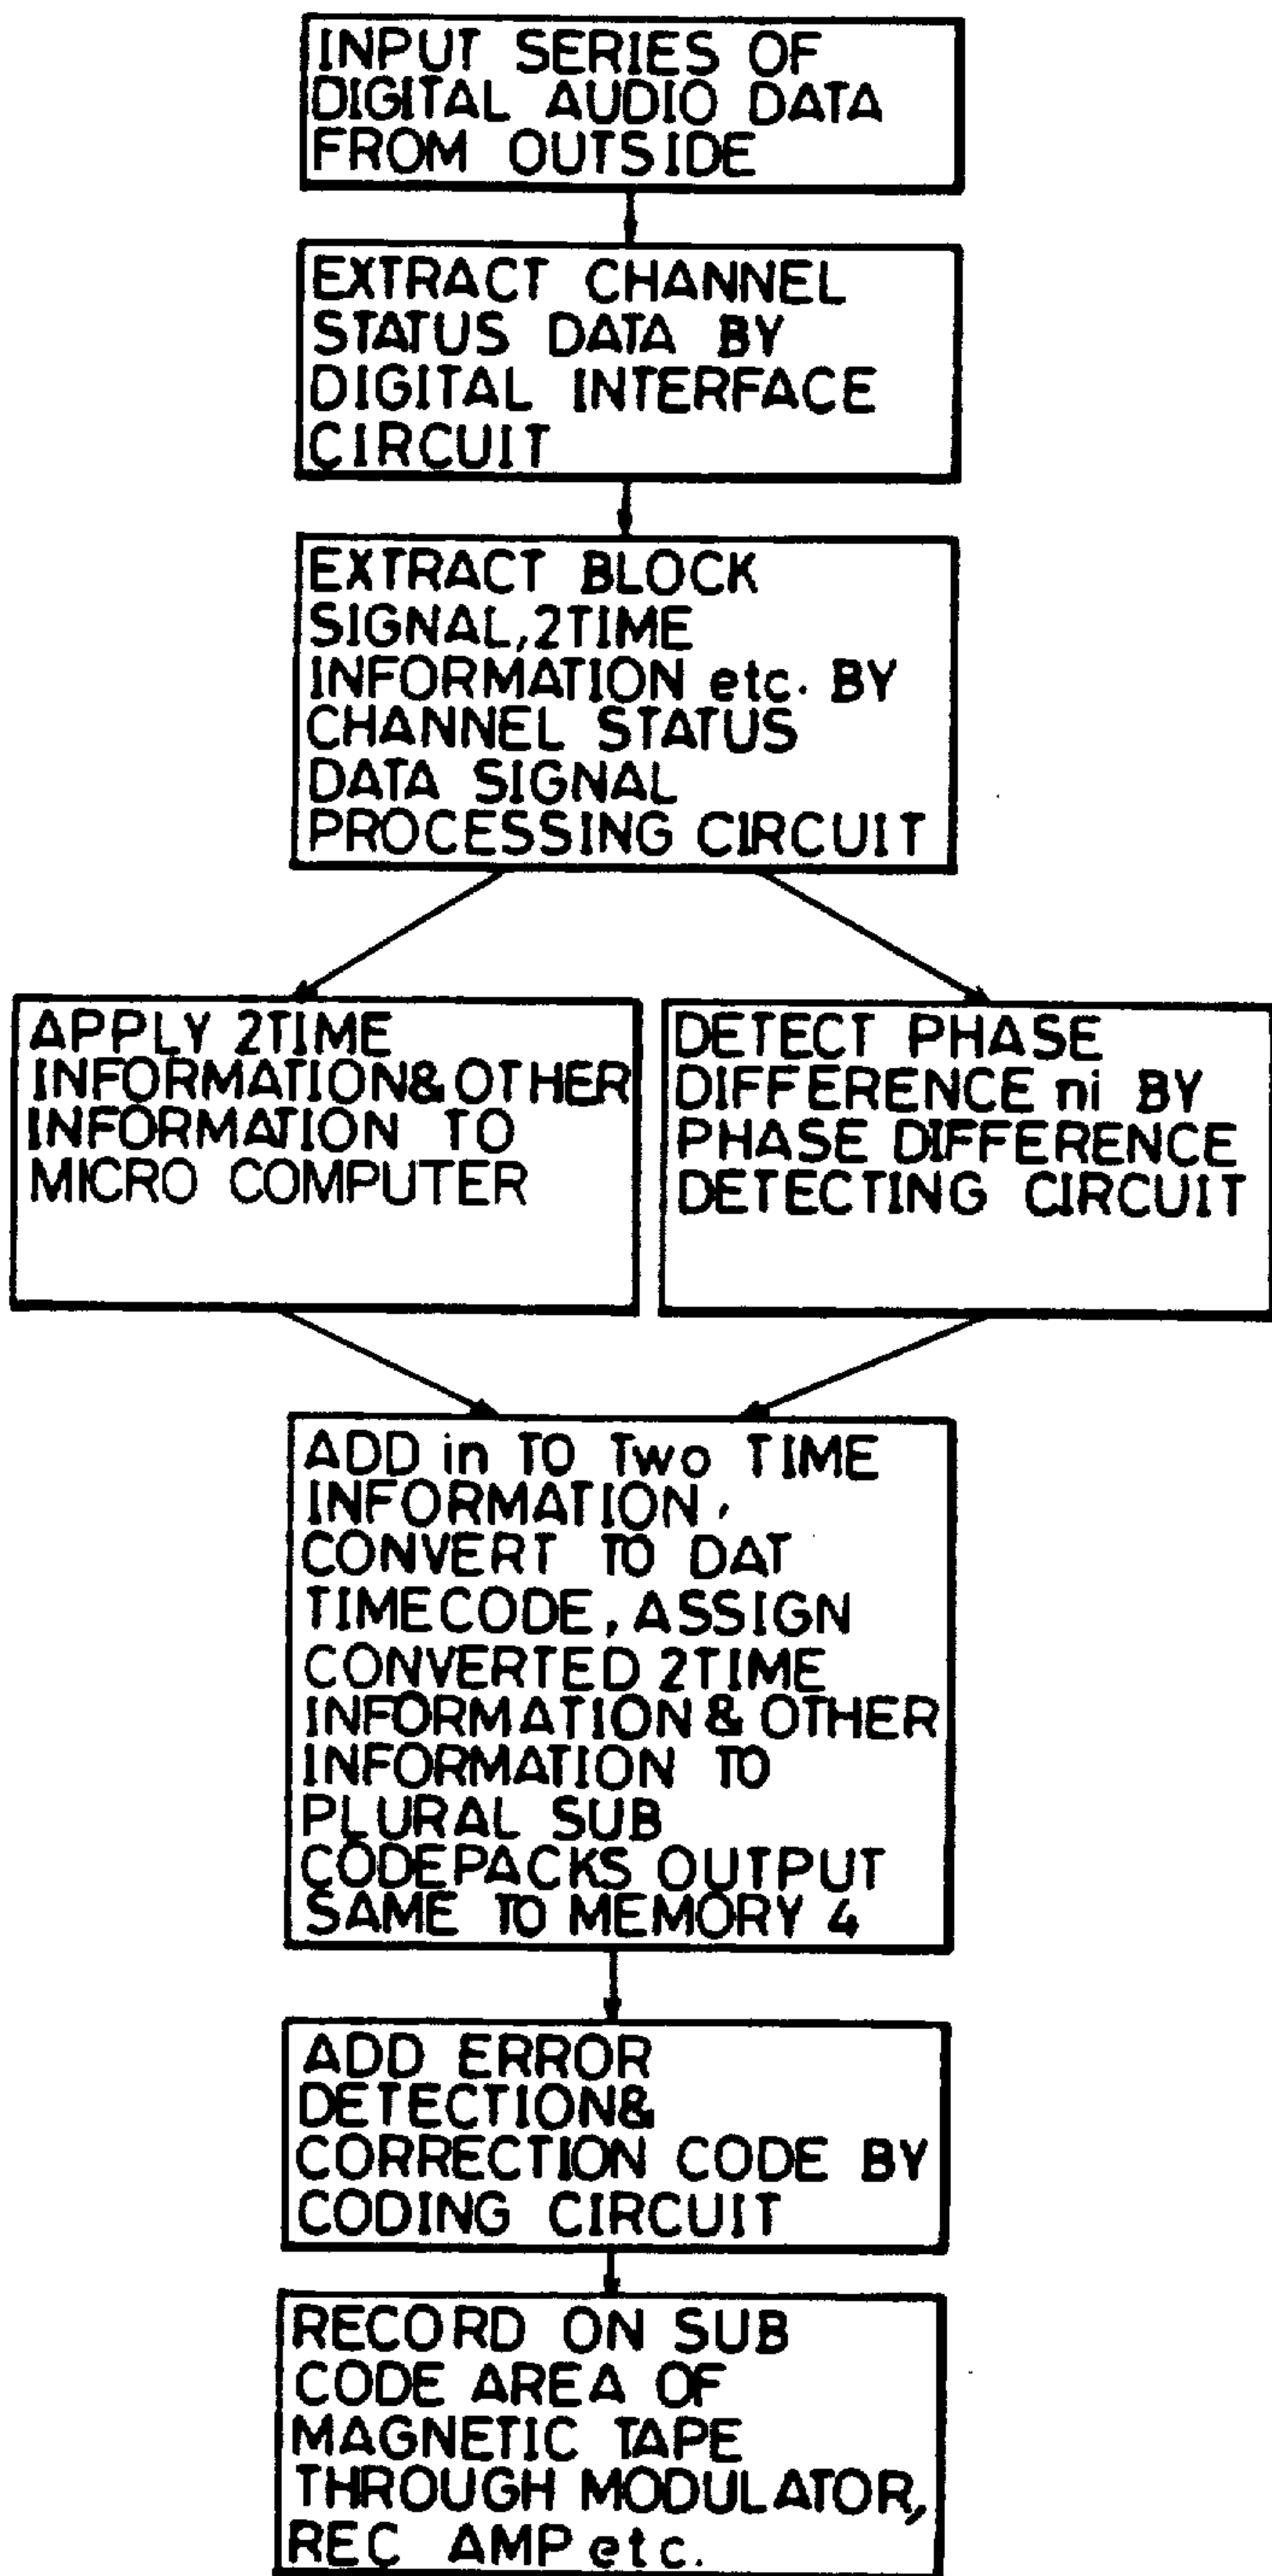 INPUT SERIES OF
DIGITAL AUDIO DATA
FROM OUTSIDE
EXTRACT CHANNEL
STATUS DATA BY
DIGITAL INTERFACE
CIRCUIT
EXTRACT BLOCK
SIGNAL,2TIME
INFORMATION etc. BY
CHANNEL STATUS
DATA SIGNAL
PROCESSING CIRCUIT
APPLY 2TIME
INFORMATION& OTHER
INFORMATION TO
MICRO COMPUTER
DETECT PHASE
DIFFERENCE ni BY
PHASE DIFFERENCE
DETECTING CIRCUIT
ADD in TO Two TIME
INFORMATION,
CONVERT TO DAT
TIMECODE, ASSIGN
CONVERTED 2TIME
INFORMATION & OTHER
INFORMATION TO
PLURAL SUB
CODEPACKS OUTPUT
SAME TO MEMORY 4
ADD ERROR
DETECTION&
CORRECTION CODE BY
CODING CIRCUIT
RECORD ON SUB
CODE AREA OF
MAGNETIC TAPE
THROUGH MODULATOR,
REC AMP etc.